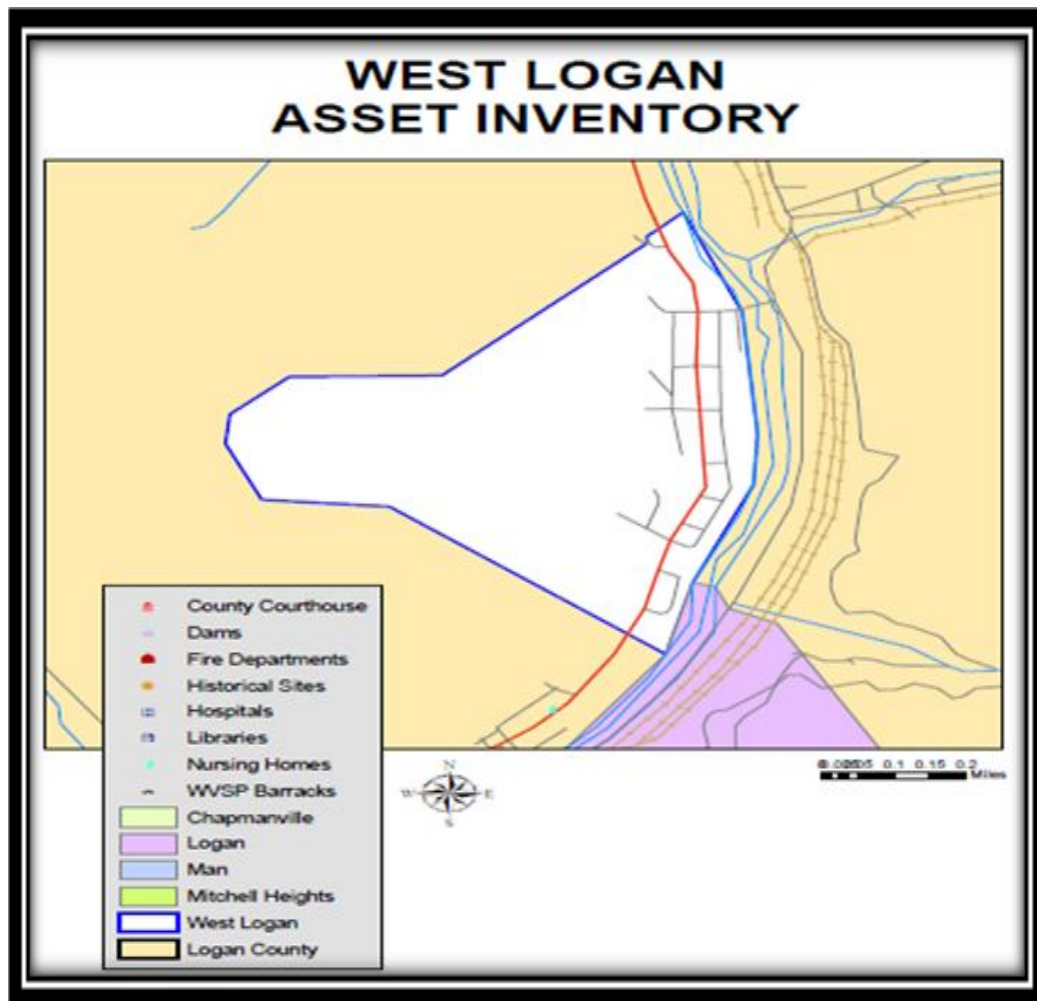 WEST LOGAN
ASSET INVENTORY
County Courthouse
Dams
Fire Departments
Historical Sites
Hospitals
Libraries
Nursing Homes
WVSP Barracks
Chapmanville
Logan
Man
Mitchell Heights
West Logan
Logan County
N
W
E
S
0.1 0.15 0.2
Miles